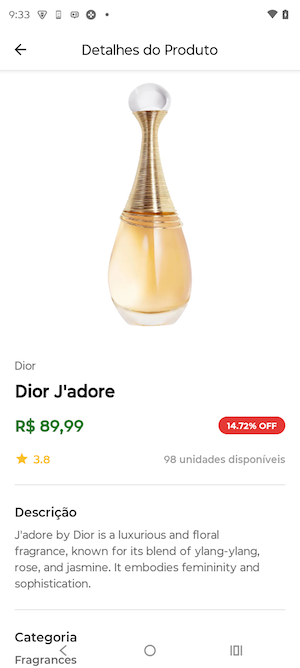 9:33
Detalhes do Produto
Dior
Dior J'adore
R$ 89,99
14.72% OFF
3.8
98 unidades disponíveis
Descrição
J'adore by Dior is a luxurious and floral
fragrance, known for its blend of ylang-ylang,
rose, and jasmine. It embodies femininity and
sophistication.
Categoria
Fragrances